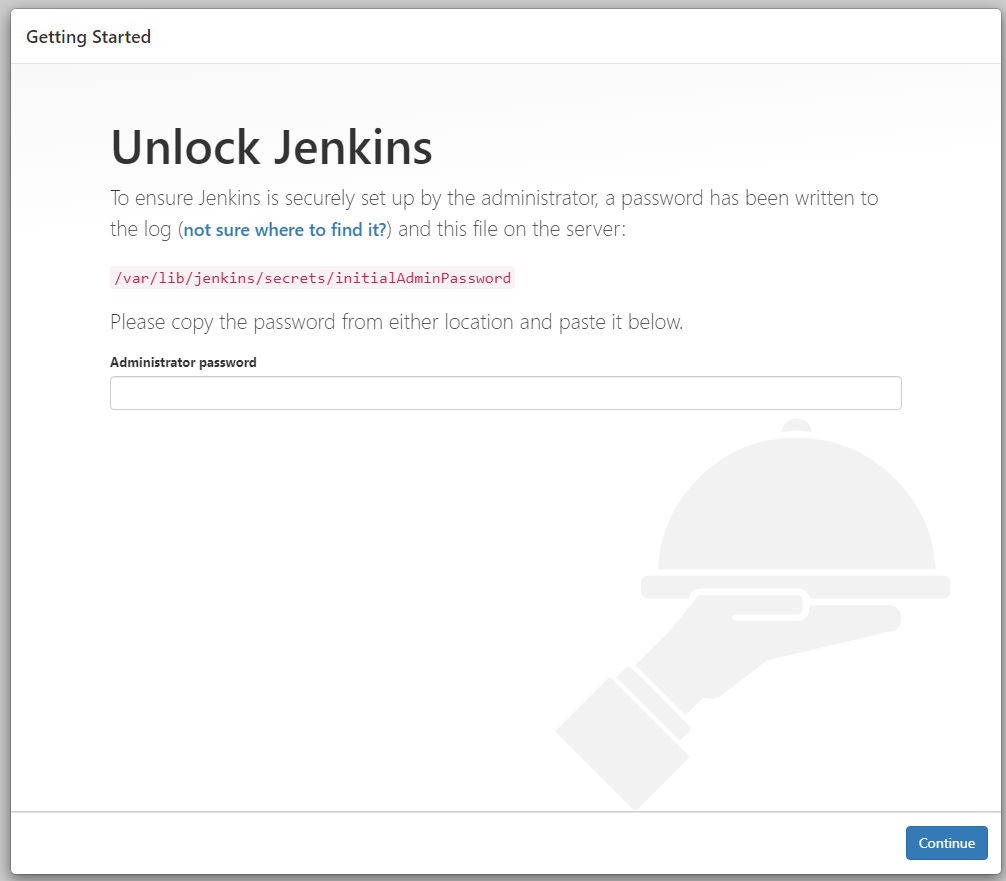 Getting Started
Unlock Jenkins
To ensure Jenkins is securely set up by the administrator, a password has been written to
the log (not sure where to find it?) and this file on the server:
/var/lib/jenkins/secrets/initialAdminPassword
Please copy the password from either location and paste it below.
Administrator password
Continue